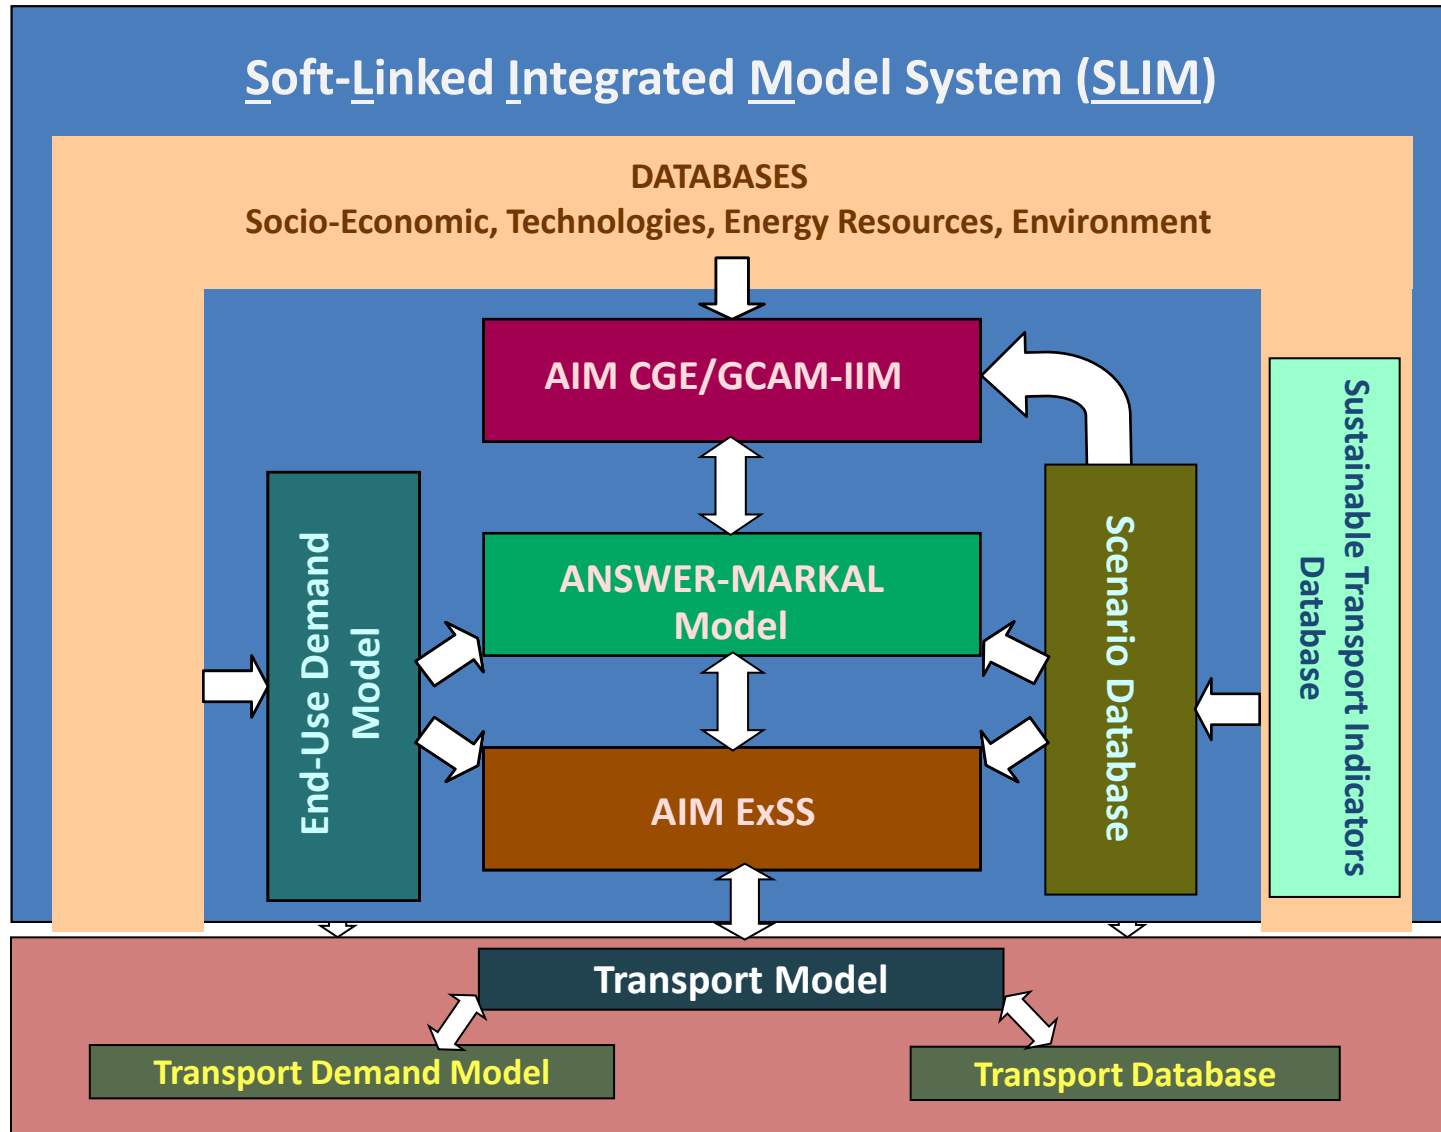 Soft-Linked Integrated Model System (SLIM)
DATABASES
Socio-Economic, Technologies, Energy Resources, Environment
AIM CGE/GCAM-IIM
End-Use Demand
Model
ANSWER-MARKAL
Model
AIM ExSS
Scenario Database
Sustainable Transport Indicators
Database
Transport Model
Transport Demand Model
Transport Database